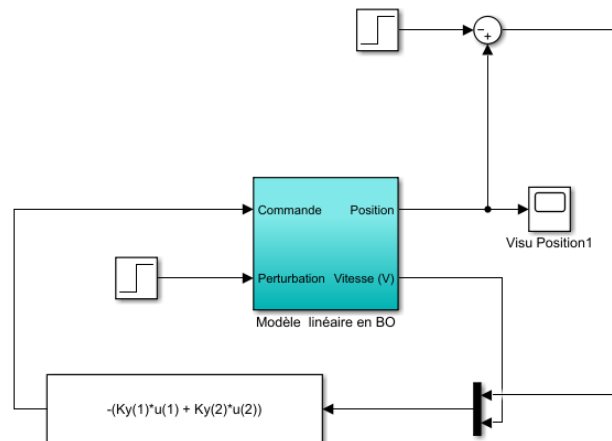 Commande
Position
Visu Position1
Perturbation
Vitesse (V)
Modèle linéaire en BO
-(Ky(1)*u(1) + Ky(2)*u(2))